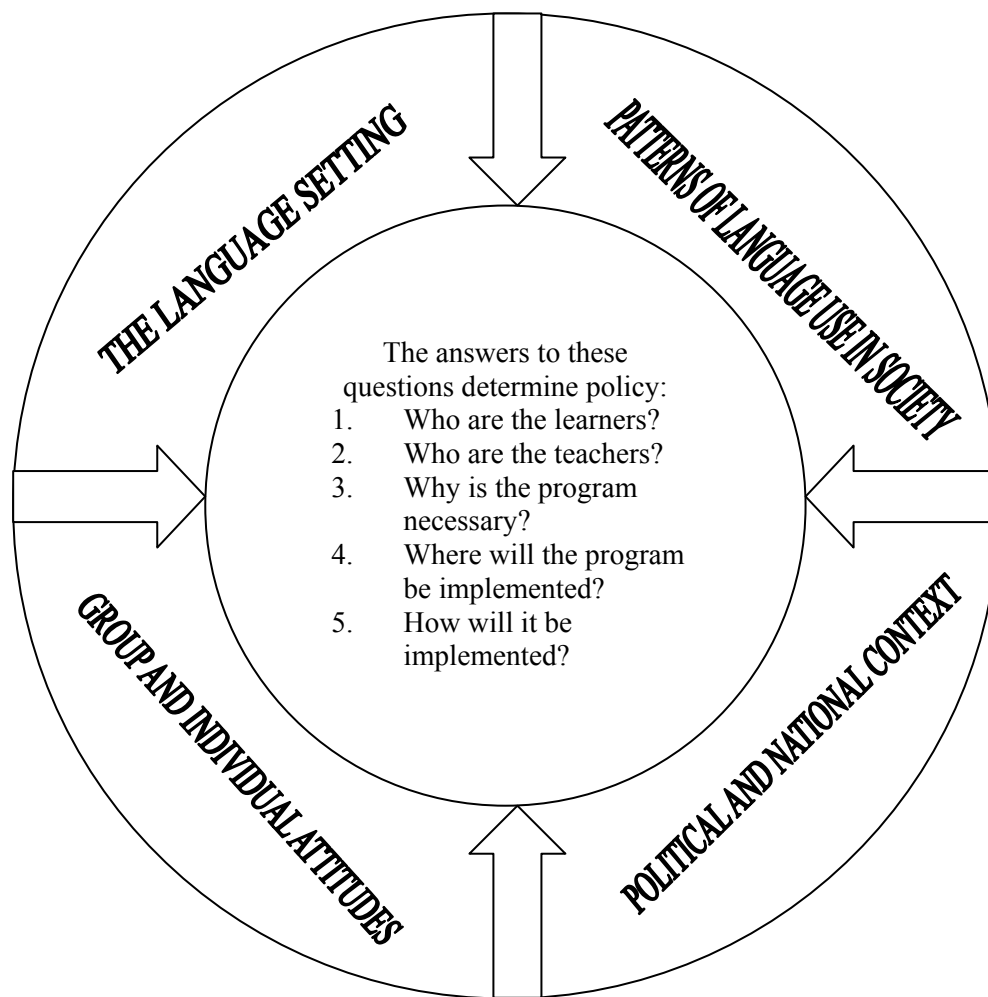 THE LANGUAGE SETTING
PATTERNS OF LANGUAGE USE IN SOCIETY
The answers to these
questions determine policy:
1. Who are the learners?
2. Who are the teachers?
3. Why is the program
necessary?
4. Where will the program
be implemented?
5. How will it be
implemented?
GROUP AND INDIVIDUAL ATTITUDES
POLITICAL AND NATIONAL CONTEXT